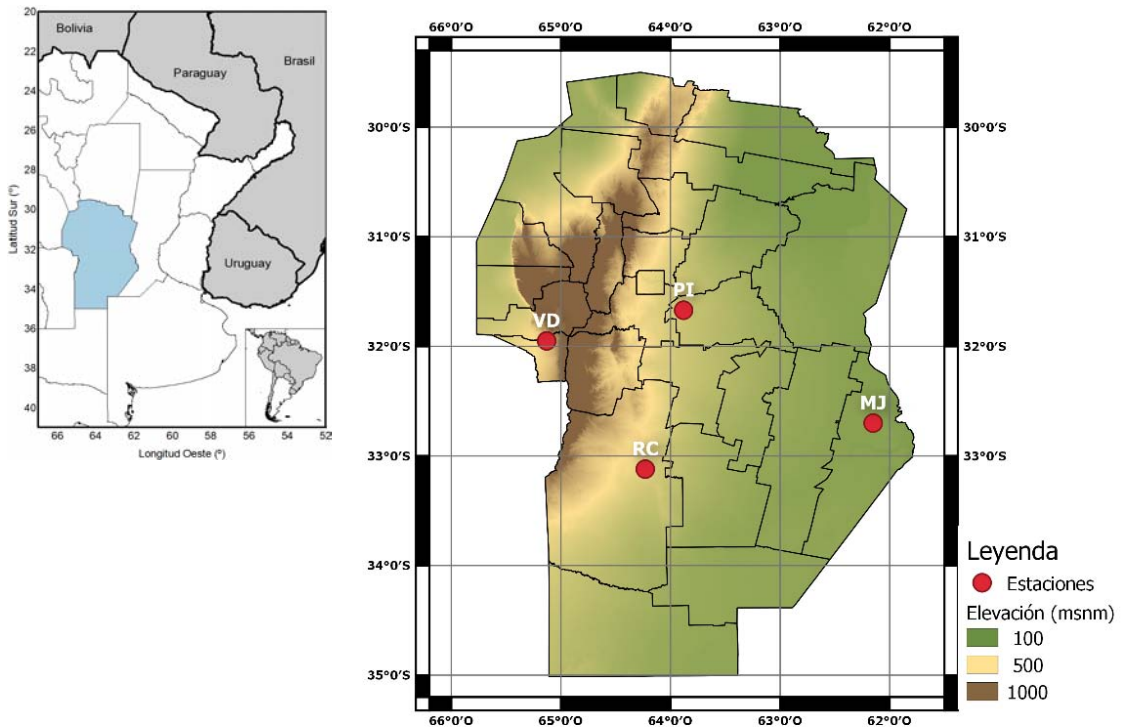 20
22
24
26
28
30
32
34
36
38
40
Latitud Sur (º)
Bolivia
Paraguay
Brasil
Uruguay
66 64 62 60 58 56 54 52
Longitud Oeste (º)
66°0'O 65°0'O 64°0'O 63°0'O 62°0'O
30°0'S 30°0'S
31°0'S 31°0'S
PI
VD
32°0'S 32°0'S
MJ
RC
33°0'S 33°0'S
34°0'S 34°0'S
35°0'S 35°0'S
66°0'O 65°0'O 64°0'O 63°0'O 62°0'O
Leyenda
Estaciones
Elevación (msnm)
100
500
1000